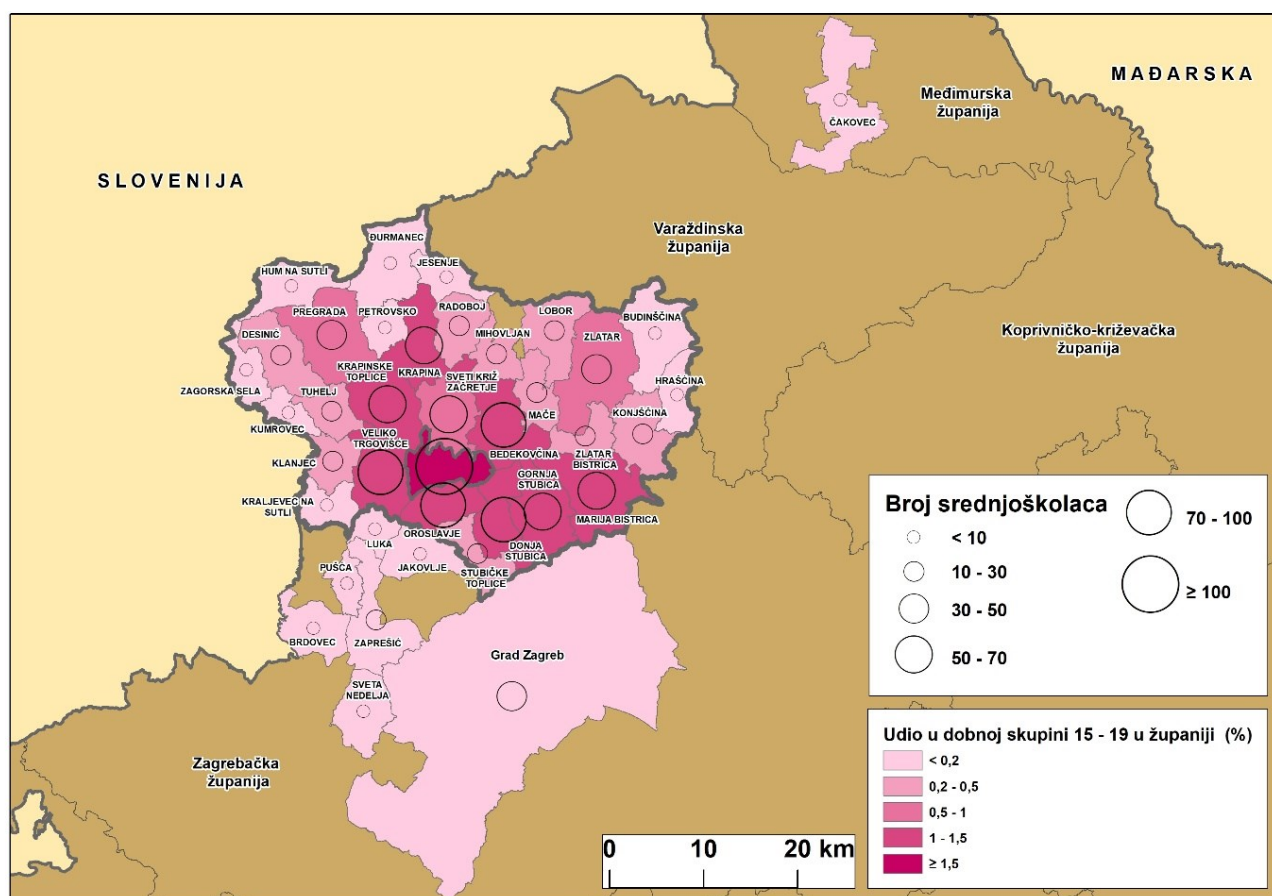 MAĐARSKA
Međimurska
županija
ČAKOVEC
SLOVENIJA
Varaždinska
županija
ĐURMANEC
HUM NA SUTLI
JESENJE
PREGRADA
PETROVSKO
RADOBOJ
LOBOR
BUDINŠČINA
DESINIĆ
MIHOVLJAN
ZLATAR
Koprivničko-križevačka
županija
KRAPINSKE
TOPLICE
KRAPINA
SVETI KRIŽ
ZAČRETJE
ZAGORSKA SELA
TUHELJ
HRAŠĆINA
KUMROVEC
MAČE
KONJŠČINA
VELIKO
TRGOVIŠĆE
KLANJEC
BEDEKOVČINA
ZLATAR
BISTRICA
GORNJA
STUBICA
KRALJEVEC NA
SUTLI
MARIJA BISTRICA
OROSLAVJE
LUKA
JAKOVLJE
DONJA
STUBICA
STUBIČKE
TOPLICE
PUŠĆA
BRDOVEC
ZAPREŠIĆ
Grad Zagreb
SVETA
NEDELJA
Zagrebačka
županija
Broj srednjoškolaca
< 10
10 - 30
30 - 50
50 - 70
70 - 100
≥ 100
Udio u dobnoj skupini 15 - 19 u županiji (%)
< 0,2
0,2 - 0,5
0,5 - 1
1 - 1,5
≥ 1,5
0 10 20 km